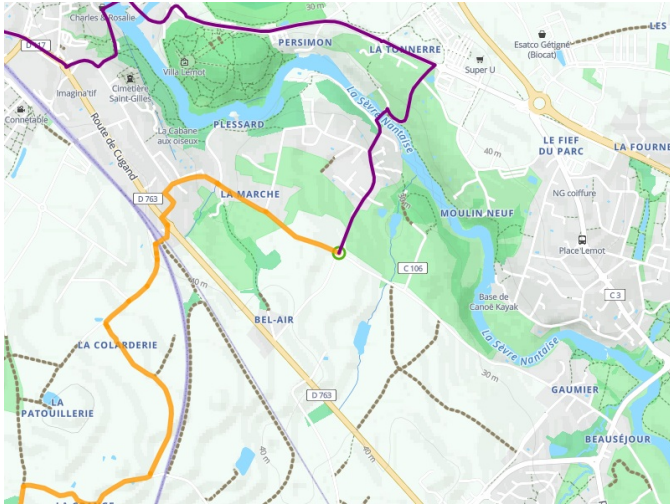 Charles & Rosalie
D 117
PERSIMON
LA TONNERRE
LES
Esatco Gétigné
(Biocat)
Super U
Villa Lemot
Imagina'tif
Cimetière
Saint-Gilles
Connétable
La Sèvre Nantaise
PLESSARD
La Cabane
aux oiseux
Route de Cugand
40 m
LE FIEF
DU PARC
LA FOURNE
LA MARCHE
D 763
NG coiffure
MOULIN NEUF
Place Lemot
C 106
40 m
C 3
Base de
Canoë Kayak
BEL-AIR
La Sèvre Nantaise
LA COLARDERIE
30 m
D 763
GAUMIER
LA
PATOUILLERIE
BEAUSÉJOUR
40 m
40 m